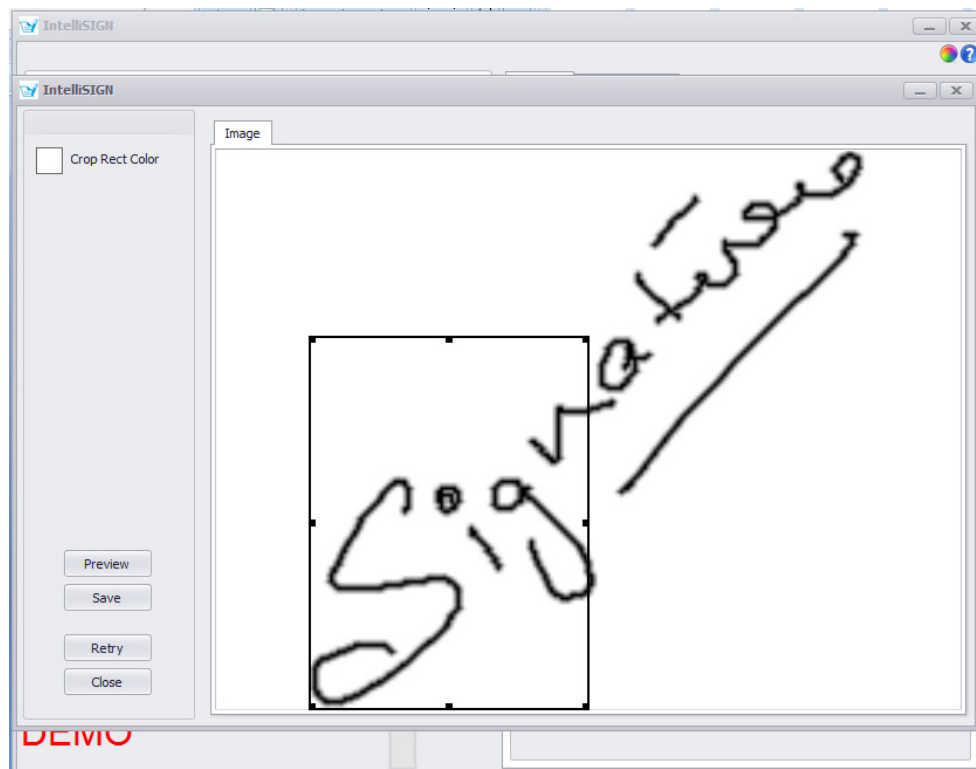 IntelliSIGN
IntelliSIGN
Crop Rect Color
Image
Signature
Preview
Save
Retry
Close
DEMO